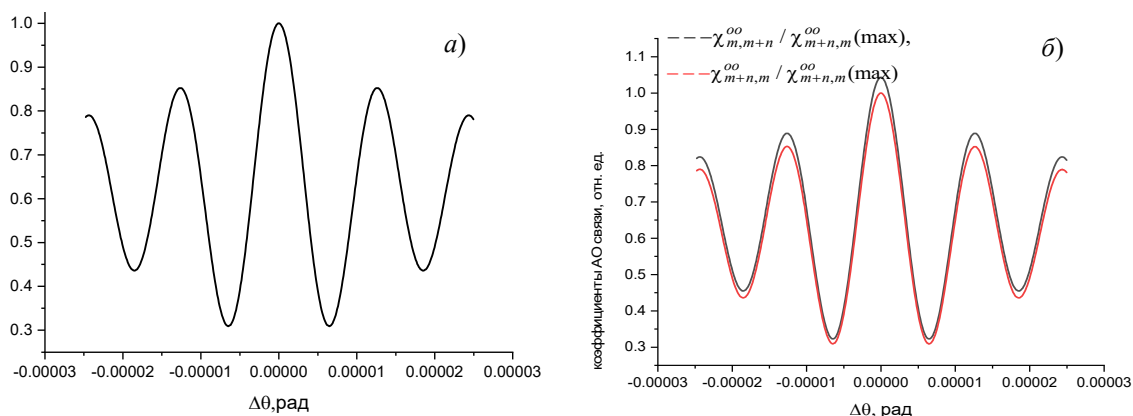 а)
1.0
0.9
0.8
0.7
0.6
0.5
0.4
0.3
-0.00003 -0.00002 -0.00001 0.00000 0.00001 0.00002 0.00003
Δθ,рад
б)
χ^{oo}_{m,m+n} / χ^{oo}_{m+n,m}(max),
χ^{oo}_{m+n,m} / χ^{oo}_{m+n,m}(max)
коэффициенты АО связи, отн. ед.
1.0
0.9
0.8
0.7
0.6
0.5
0.4
0.3
-0.00003 -0.00002 -0.00001 0.00000 0.00001 0.00002 0.00003
Δθ, рад